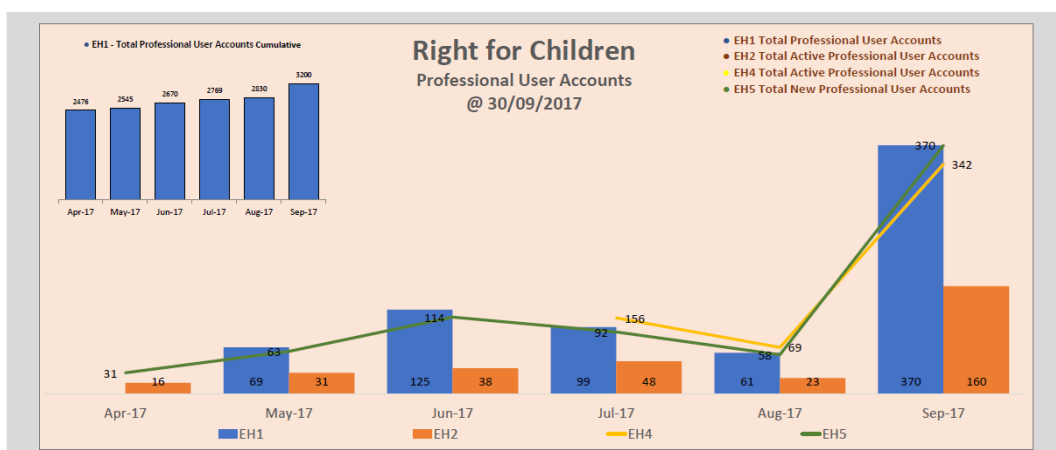 • EH1 - Total Professional User Accounts Cumulative
2476
2545
2670
2769
2830
3200
Apr-17
May-17
Jun-17
Jul-17
Aug-17
Sep-17
Right for Children
Professional User Accounts
@ 30/09/2017
• EH1 Total Professional User Accounts
• EH2 Total Active Professional User Accounts
• EH4 Total Active Professional User Accounts
• EH5 Total New Professional User Accounts
370
342
114
156
92
63
58
69
31
16
69
31
125
38
99
48
61
23
370
160
Apr-17
May-17
Jun-17
Jul-17
Aug-17
Sep-17
EH1
EH2
EH4
EH5